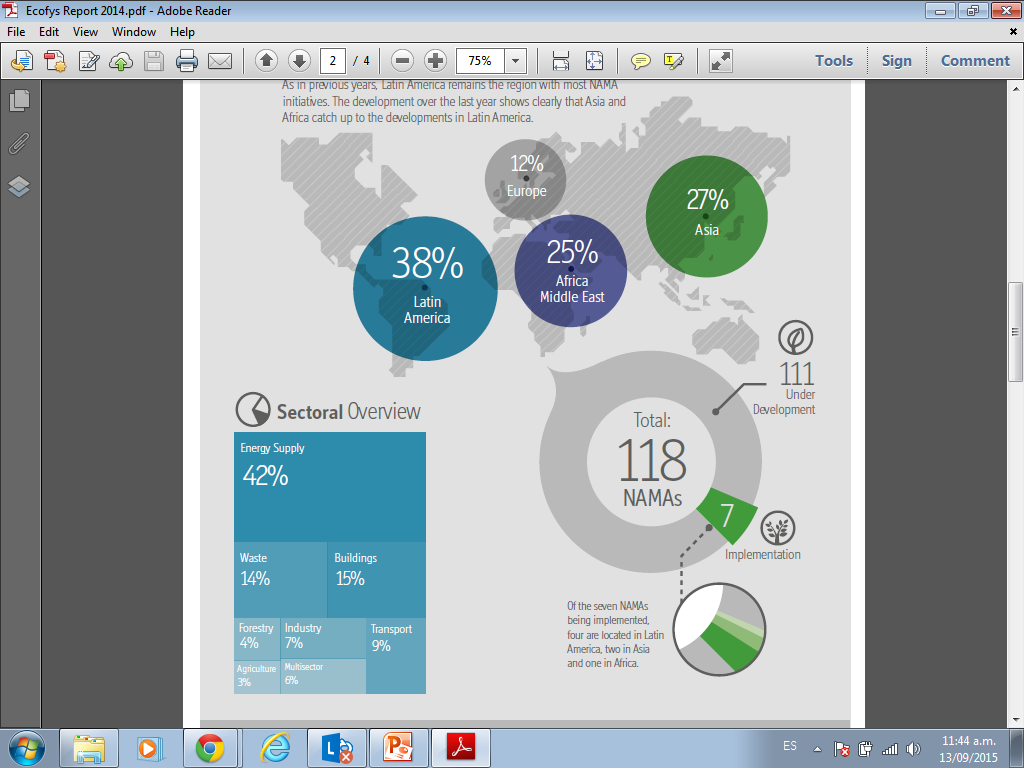 Ecofys Report 2014.pdf - Adobe Reader
File Edit View Window Help
2 / 4
75%
Tools Sign Comment
As in previous years, Latin America remains the region with most NAMA
initiatives. The development over the last year shows clearly that Asia and
Africa catch up to the developments in Latin America.
12%
Europe
27%
Asia
38%
Latin
America
25%
Africa
Middle East
111
Under
Development
Sectoral Overview
Total:
118
NAMAs
7
Implementation
Energy Supply
42%
Waste
14%
Buildings
15%
Forestry
4%
Industry
7%
Transport
9%
Agriculture
3%
Multisector
6%
Of the seven NAMAs
being implemented,
four are located in Latin
America, two in Asia
and one in Africa.
ES
11:44 a.m.
13/09/2015